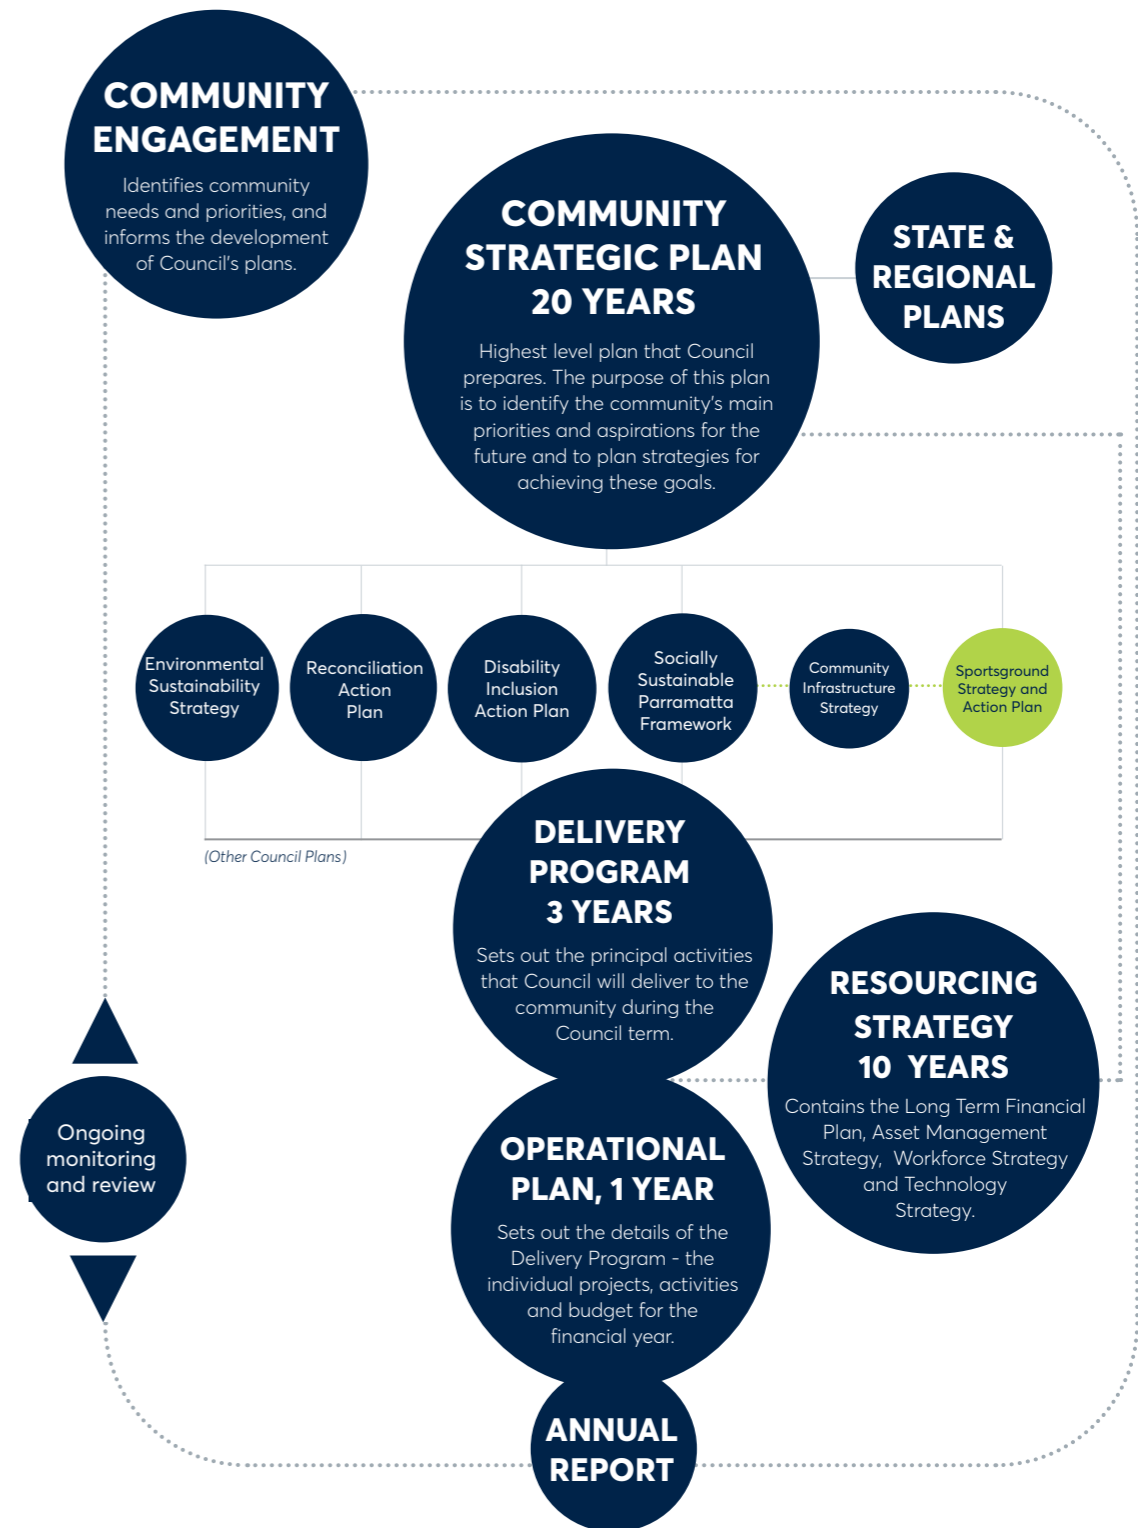 COMMUNITY
ENGAGEMENT
Identifies community
needs and priorities, and
informs the development
of Council's plans.
COMMUNITY
STRATEGIC PLAN
20 YEARS
Highest level plan that Council
prepares. The purpose of this plan
is to identify the community's main
priorities and aspirations for the
future and to plan strategies for
achieving these goals.
STATE &
REGIONAL
PLANS
Environmental
Sustainability
Strategy
Reconciliation
Action
Plan
Disability
Inclusion
Action Plan
Socially
Sustainable
Parramatta
Framework
Community
Infrastructure
Strategy
Sportsground
Strategy and
Action Plan
(Other Council Plans)
DELIVERY
PROGRAM
3 YEARS
Sets out the principal activities
that Council will deliver to the
community during the
Council term.
RESOURCING
STRATEGY
10 YEARS
Contains the Long Term Financial
Plan, Asset Management
Strategy, Workforce Strategy
and Technology
Strategy.
Ongoing
monitoring
and review
OPERATIONAL
PLAN, 1 YEAR
Sets out the details of the
Delivery Program - the
individual projects, activities
and budget for the
financial year.
ANNUAL
REPORT